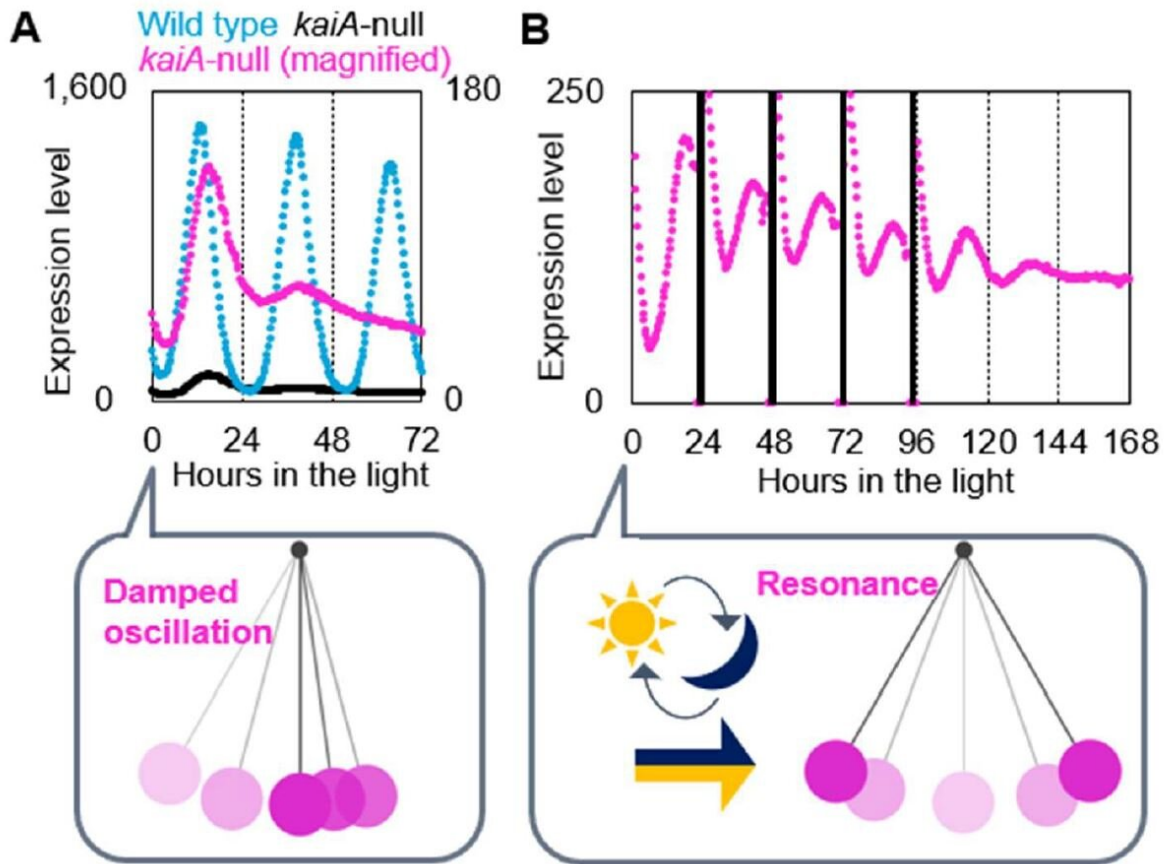 A
Wild type kaiA-null
kaiA-null (magnified)
1,600
180
Expression level
0
0
0 24 48 72
Hours in the light
B
250
Expression level
0
0 24 48 72 96 120 144 168
Hours in the light
Damped
oscillation
Resonance